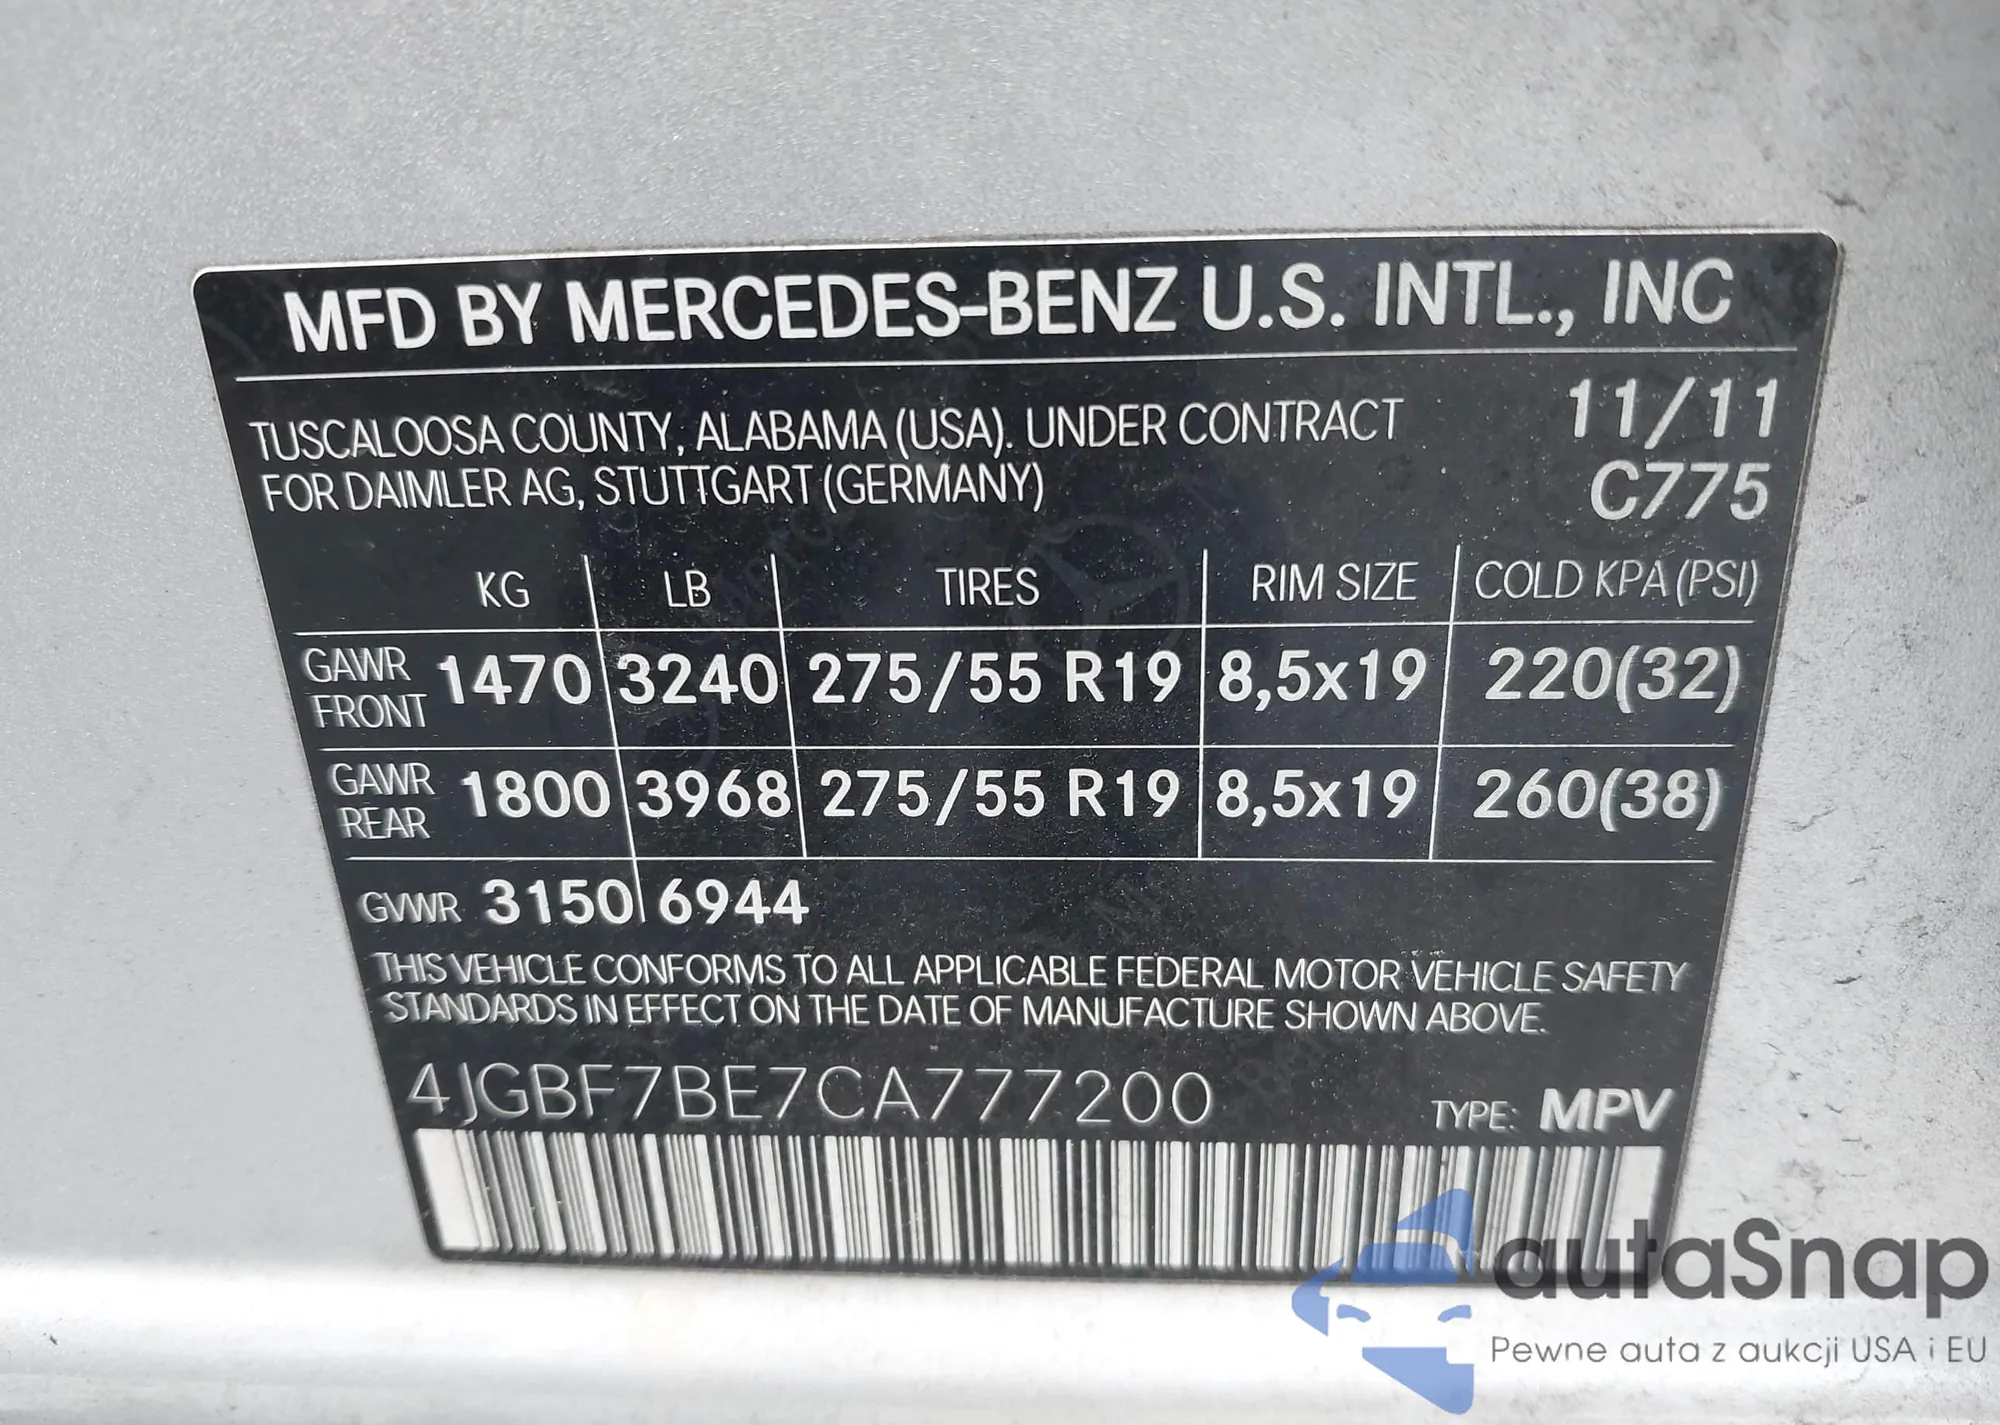 MFD BY MERCEDES-BENZ U.S. INTL., INC
TUSCALOOSA COUNTY, ALABAMA (USA). UNDER CONTRACT
FOR DAIMLER AG, STUTTGART (GERMANY)
11/11
C775
KG LB TIRES RIM SIZE COLD KPA (PSI)
GAWR FRONT 1470 3240 275/55 R19 8,5x19 220(32)
GAWR REAR 1800 3968 275/55 R19 8,5x19 260(38)
GVWR 3150 6944
THIS VEHICLE CONFORMS TO ALL APPLICABLE FEDERAL MOTOR VEHICLE SAFETY
STANDARDS IN EFFECT ON THE DATE OF MANUFACTURE SHOWN ABOVE.
4JGBF7BE7CA777200
TYPE: MPV
autaSnap
Pewne auta z aukcji USA i EU